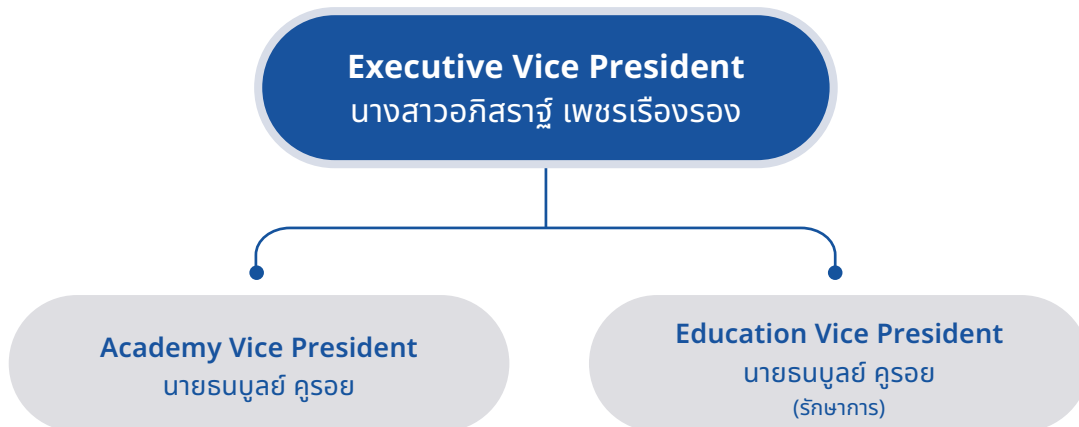 Executive Vice President
นางสาวอภิสราฐ์ เพชรเรืองรอง
Academy Vice President
นายธนบูลย์ คูรอย
Education Vice President
นายธนบูลย์ คูรอย
(รักษาการ)